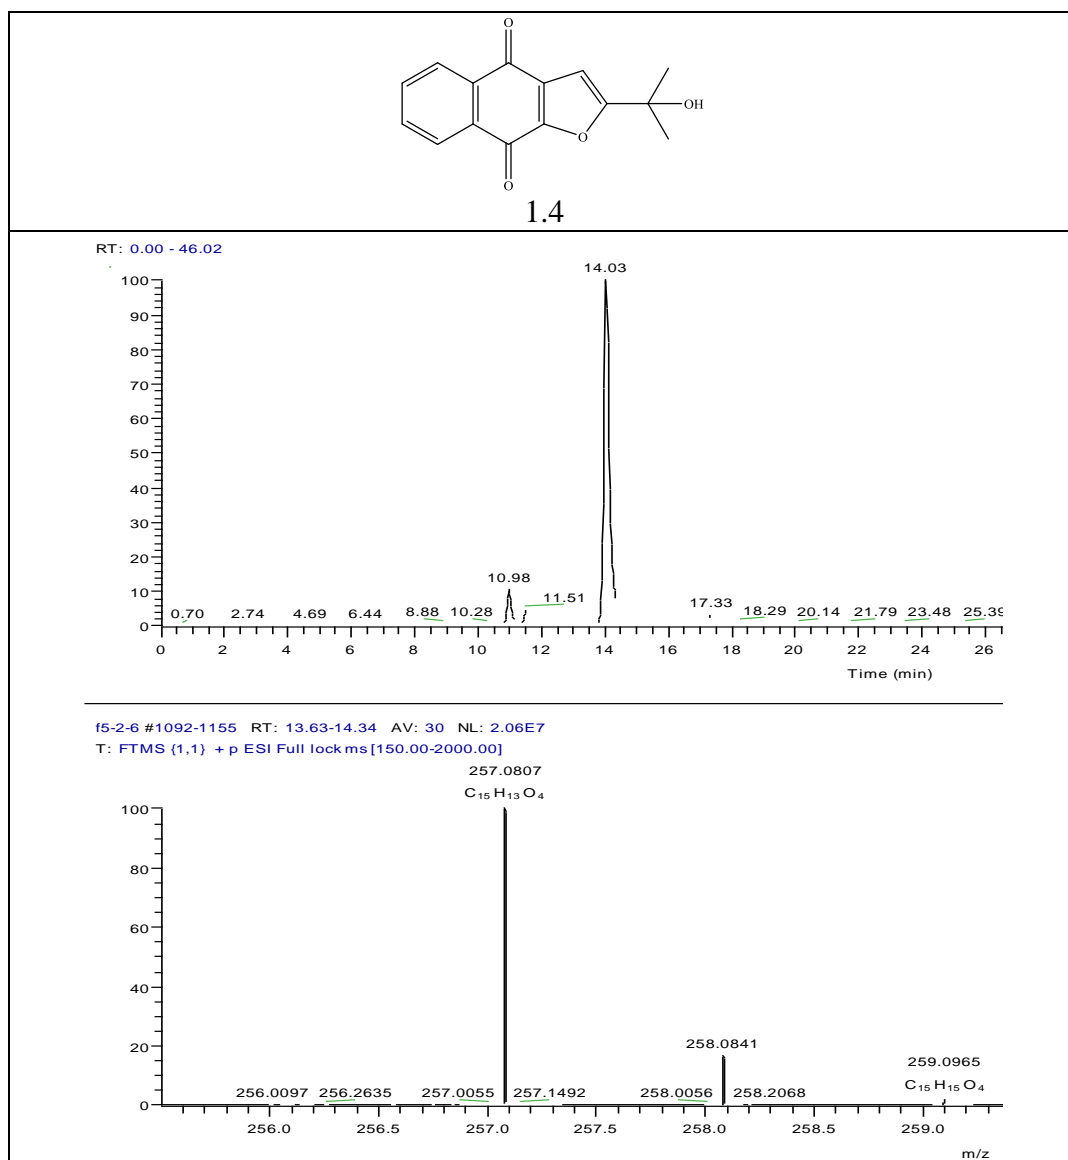 O
OH
O
O
1.4
RT: 0.00 - 46.02
14.03
100
90
80
70
60
50
40
30
20
10
0
10.98
11.51
17.33
0.70 2.74 4.69 6.44 8.88 10.28 18.29 20.14 21.79 23.48 25.39
0 2 4 6 8 10 12 14 16 18 20 22 24 26
Time (min)
f5-2-6 #1092-1155 RT: 13.63-14.34 AV: 30 NL: 2.06E7
T: FTMS {1,1} + p ESI Full lock ms [150.00-2000.00]
257.0807
C₁₅H₁₃O₄
100
80
60
40
20
0
258.0841
259.0965
C₁₅H₁₅O₄
256.0097 256.2635 257.0055 257.1492 258.0056 258.2068
256.0 256.5 257.0 257.5 258.0 258.5 259.0
m/z